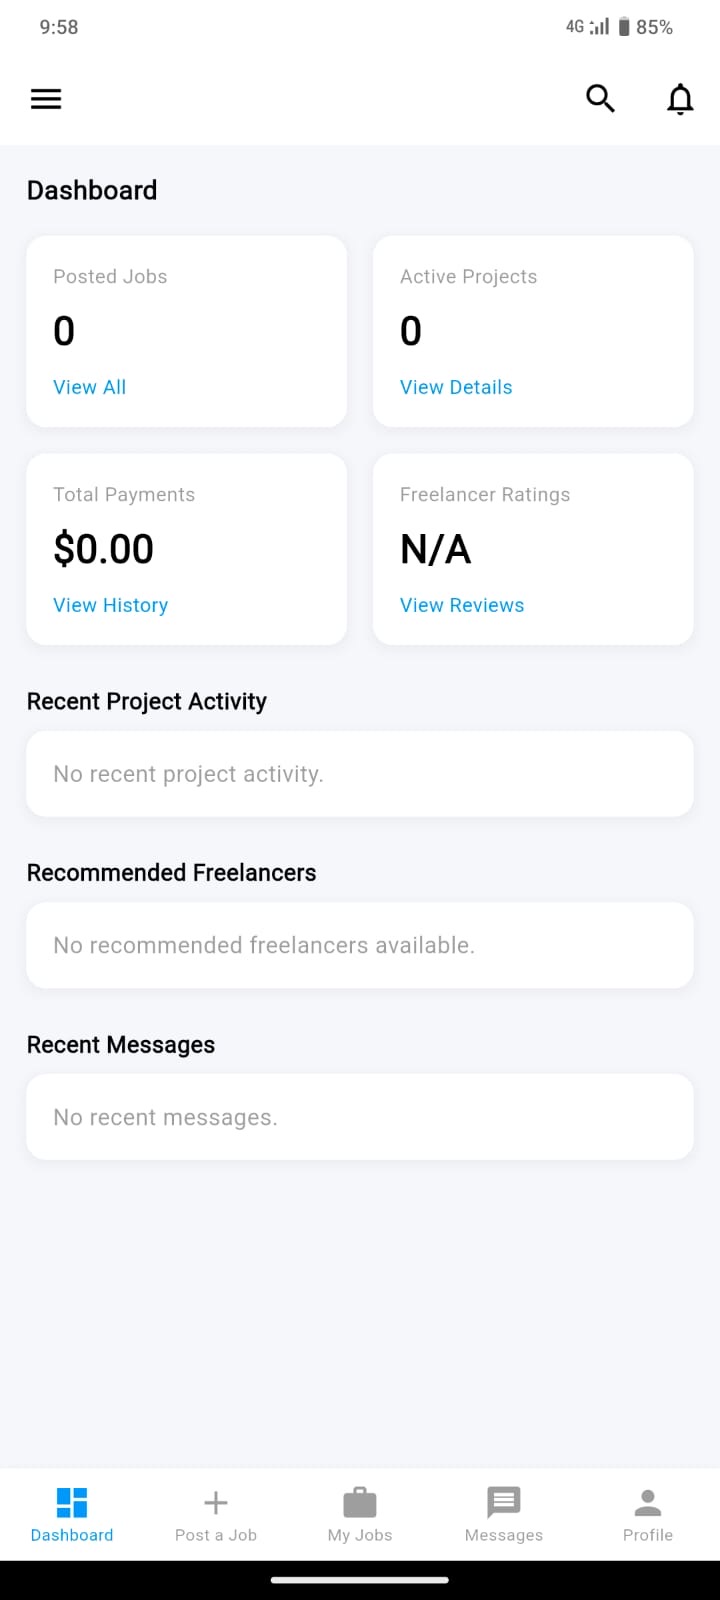 9:58
4G 85%
Dashboard
Posted Jobs
0
View All
Active Projects
0
View Details
Total Payments
$0.00
View History
Freelancer Ratings
N/A
View Reviews
Recent Project Activity
No recent project activity.
Recommended Freelancers
No recommended freelancers available.
Recent Messages
No recent messages.
Dashboard
Post a Job
My Jobs
Messages
Profile